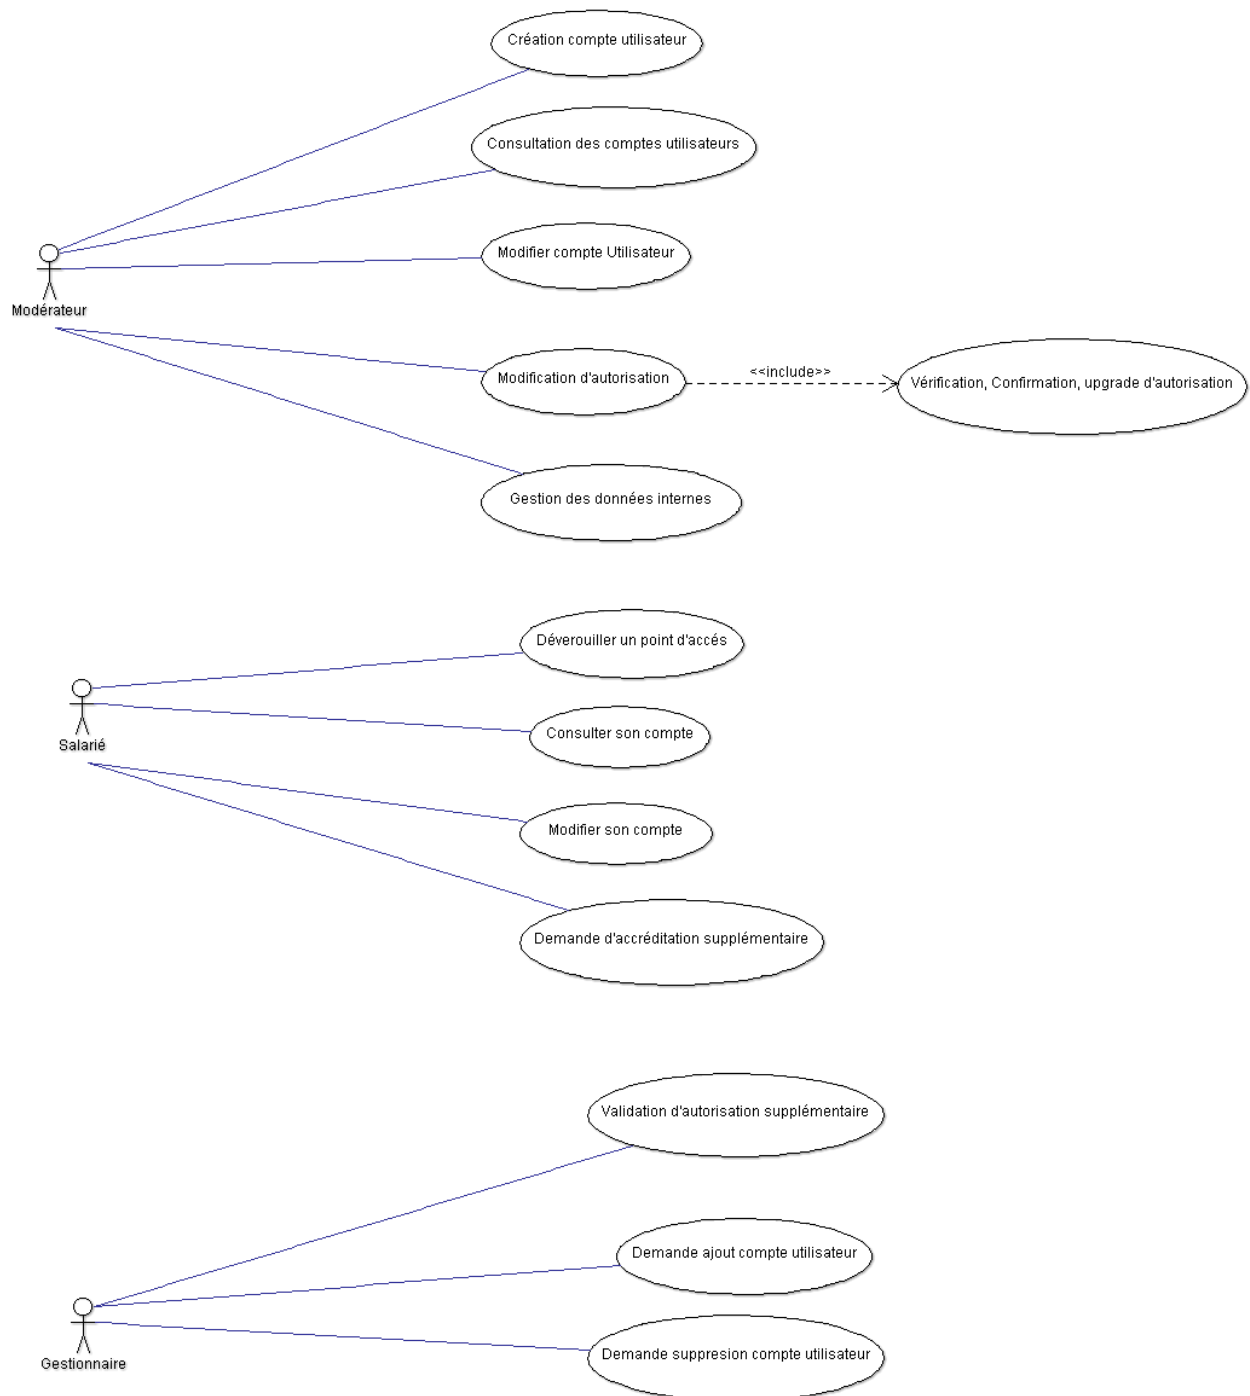 Création compte utilisateur
Consultation des comptes utilisateurs
Modifier compte Utilisateur
Modérateur
Modification d'autorisation
<<include>>
Vérification, Confirmation, upgrade d'autorisation
Gestion des données internes
Déverouiller un point d'accés
Salarié
Consulter son compte
Modifier son compte
Demande d'accréditation supplémentaire
Validation d'autorisation supplémentaire
Demande ajout compte utilisateur
Gestionnaire
Demande suppresion compte utilisateur